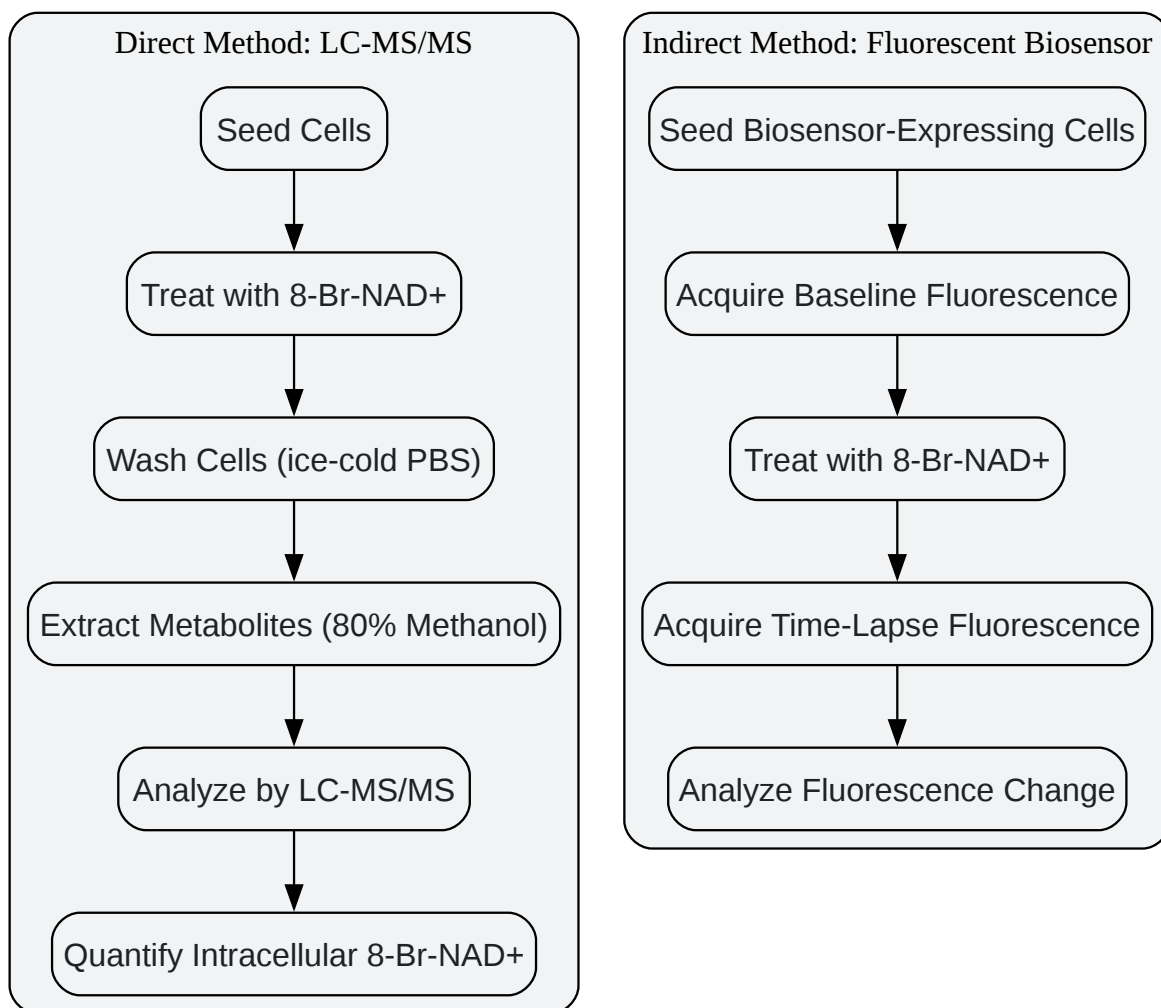 Direct Method: LC-MS/MS
Seed Cells
Treat with 8-Br-NAD+
Wash Cells (ice-cold PBS)
Extract Metabolites (80% Methanol)
Analyze by LC-MS/MS
Quantify Intracellular 8-Br-NAD+
Indirect Method: Fluorescent Biosensor
Seed Biosensor-Expressing Cells
Acquire Baseline Fluorescence
Treat with 8-Br-NAD+
Acquire Time-Lapse Fluorescence
Analyze Fluorescence Change